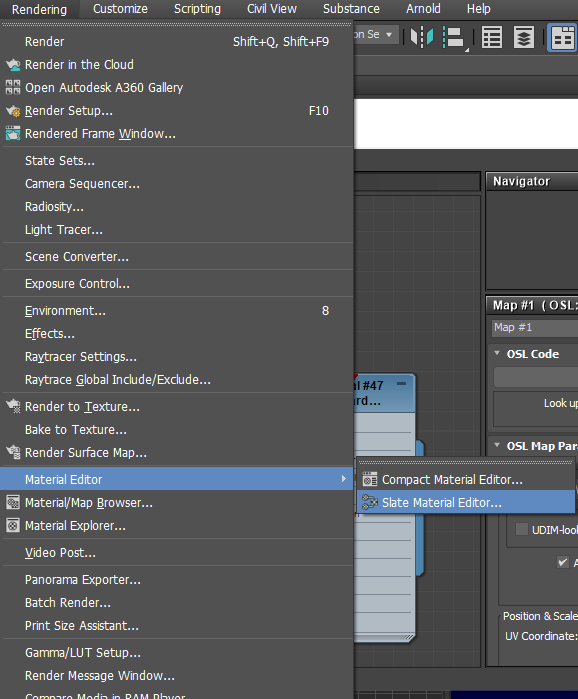 Rendering Customize Scripting Civil View Substance Arnold Help
Render Shift+Q, Shift+F9
on Se
Render in the Cloud
Open Autodesk A360 Gallery
Render Setup... F10
Rendered Frame Window...
State Sets...
Camera Sequencer...
Radiosity...
Light Tracer...
Scene Converter...
Exposure Control...
Environment... 8
Effects...
Raytracer Settings...
Raytrace Global Include/Exclude...
Render to Texture...
Bake to Texture...
Render Surface Map...
Material Editor
Material/Map Browser...
Material Explorer...
Video Post...
Panorama Exporter...
Batch Render...
Print Size Assistant...
Gamma/LUT Setup...
Render Message Window...
Compare Media in RAM Player
Compact Material Editor...
Slate Material Editor...
al #47
ard...
Navigator
Map #1 ( OSL:
Map #1
OSL Code
Look up
OSL Map Para
UDIM-look
A
Position & Scale
UV Coordinate: